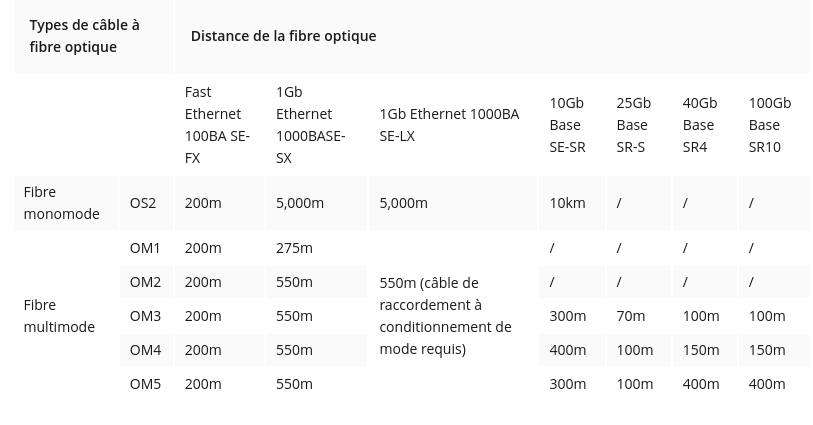 Types de câble à
fibre optique
Distance de la fibre optique
Fast
Ethernet
100BA SE-
FX
1Gb
Ethernet
1000BASE-
SX
1Gb Ethernet 1000BA
SE-LX
10Gb
Base
SE-SR
25Gb
Base
SR-S
40Gb
Base
SR4
100Gb
Base
SR10
Fibre
monomode
OS2 200m 5,000m 5,000m 10km / / /
Fibre
multimode
OM1 200m 275m / / / /
OM2 200m 550m / / / /
550m (câble de
raccordement à
conditionnement de
mode requis)
OM3 200m 550m 300m 70m 100m 100m
OM4 200m 550m 400m 100m 150m 150m
OM5 200m 550m 300m 100m 400m 400m